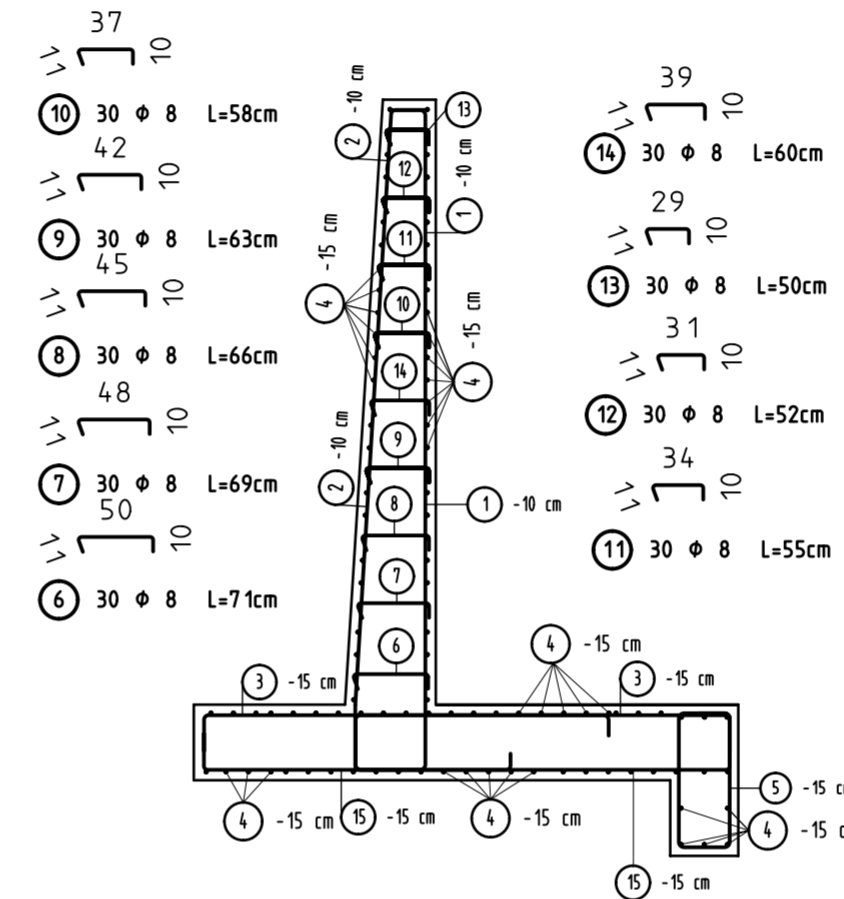 37
11 10
10 30 Φ 8 L=58cm
42
11 10
9 30 Φ 8 L=63cm
45
11 10
8 30 Φ 8 L=66cm
48
11 10
7 30 Φ 8 L=69cm
50
11 10
6 30 Φ 8 L=71cm
-10 cm
2
13
12
-10 cm
1
11
-15 cm
4
10
-15 cm
4
14
9
-10 cm
2
8
1 -10 cm
7
6
39
11 10
14 30 Φ 8 L=60cm
29
11 10
13 30 Φ 8 L=50cm
31
11 10
12 30 Φ 8 L=52cm
34
11 10
11 30 Φ 8 L=55cm
3 -15 cm
4 -15 cm
3 -15 cm
4 -15 cm
15 -15 cm
4 -15 cm
5 -15 c
4 -15 c
15 -15 cm